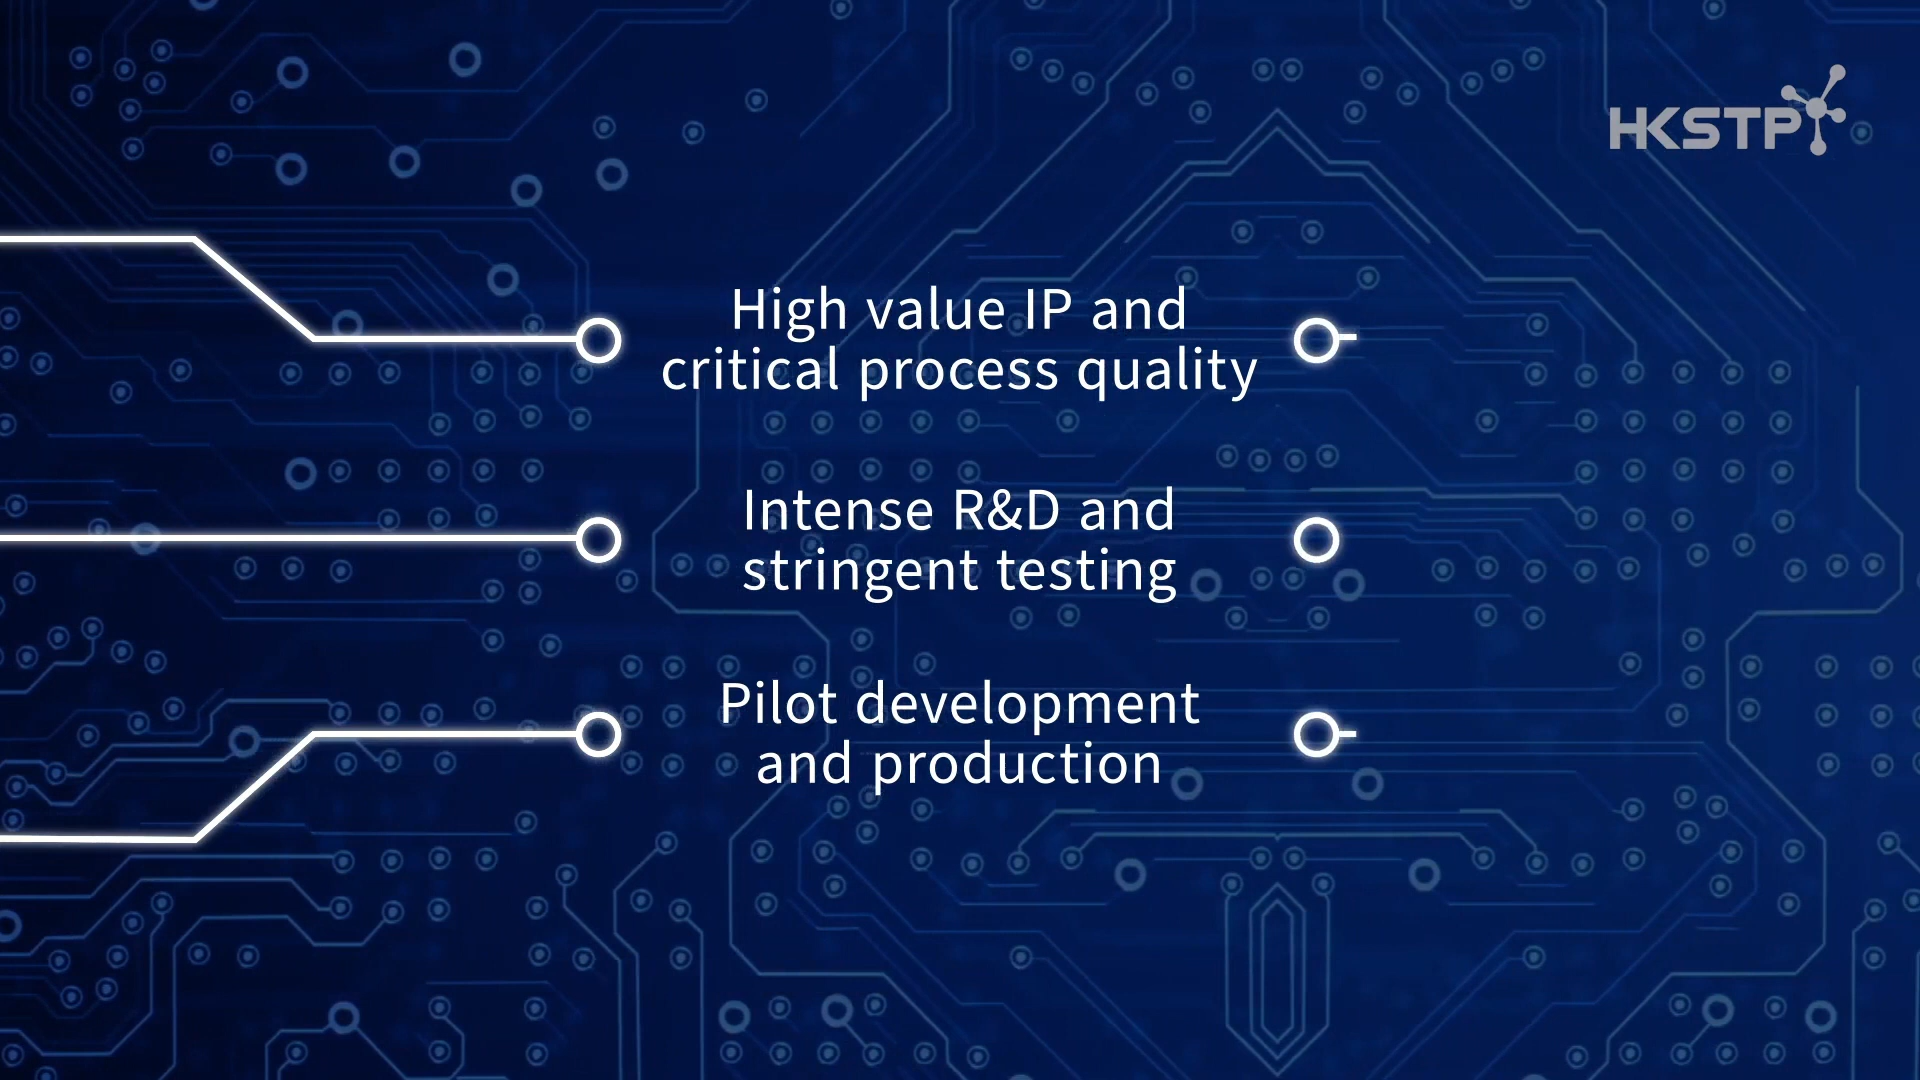 HKSTP
High value IP and
critical process quality
Intense R&D and
stringent testing
Pilot development
and production